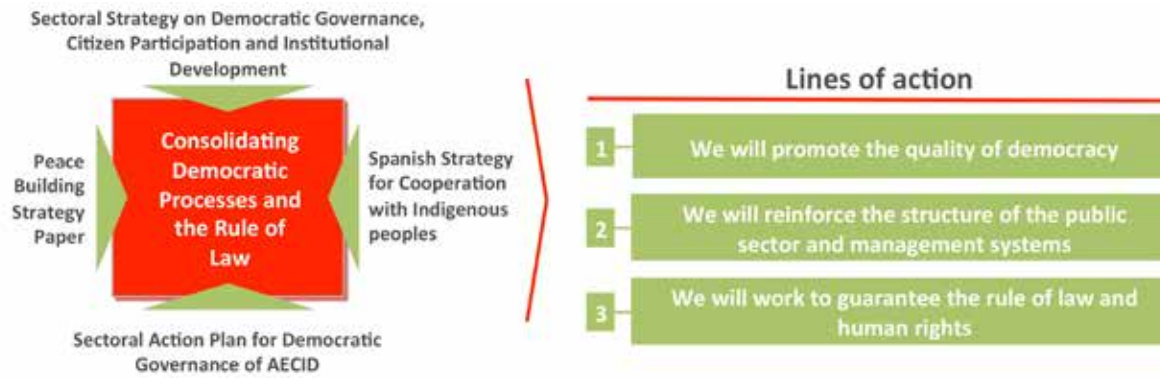 Sectoral Strategy on Democratic Governance,
Citizen Participation and Institutional
Development
Peace
Building
Strategy
Paper
Consolidating
Democratic
Processes and
the Rule of
Law
Spanish Strategy
for Cooperation
with Indigenous
peoples
Sectoral Action Plan for Democratic
Governance of AECID
Lines of action
1
We will promote the quality of democracy
2
We will reinforce the structure of the public
sector and management systems
3
We will work to guarantee the rule of law and
human rights